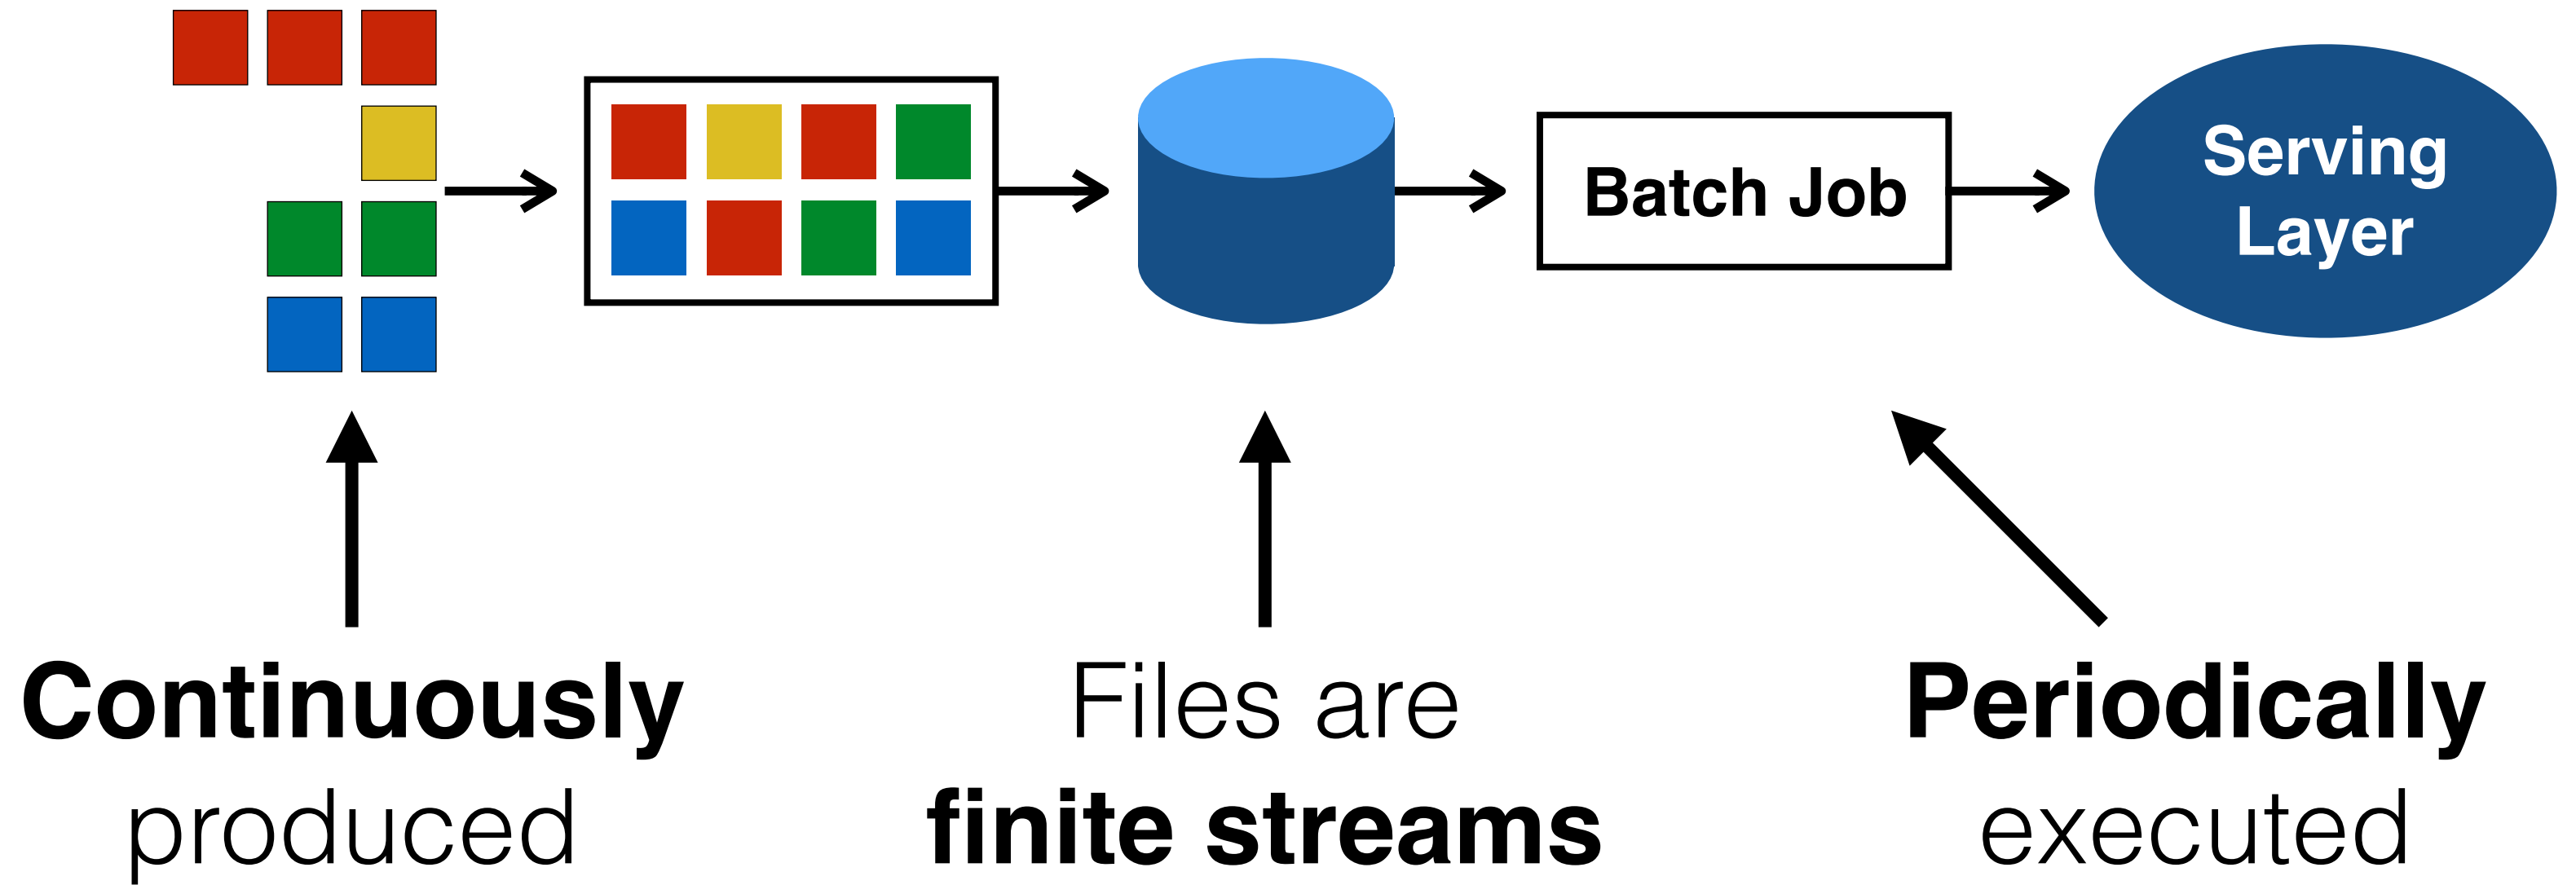 Batch Job
Serving
Layer
Continuously
produced
Files are
finite streams
Periodically
executed